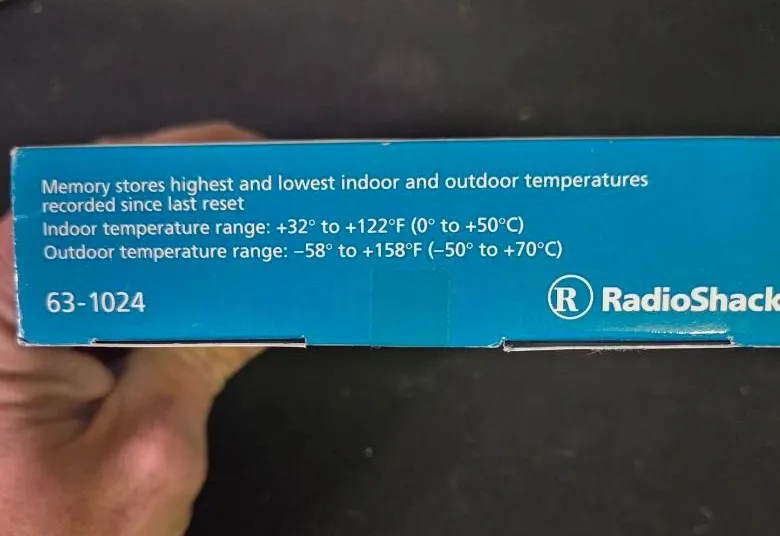 Memory stores highest and lowest indoor and outdoor temperatures
recorded since last reset
Indoor temperature range: +32° to +122°F (0° to +50°C)
Outdoor temperature range: −58° to +158°F (−50° to +70°C)
63-1024
R RadioShack